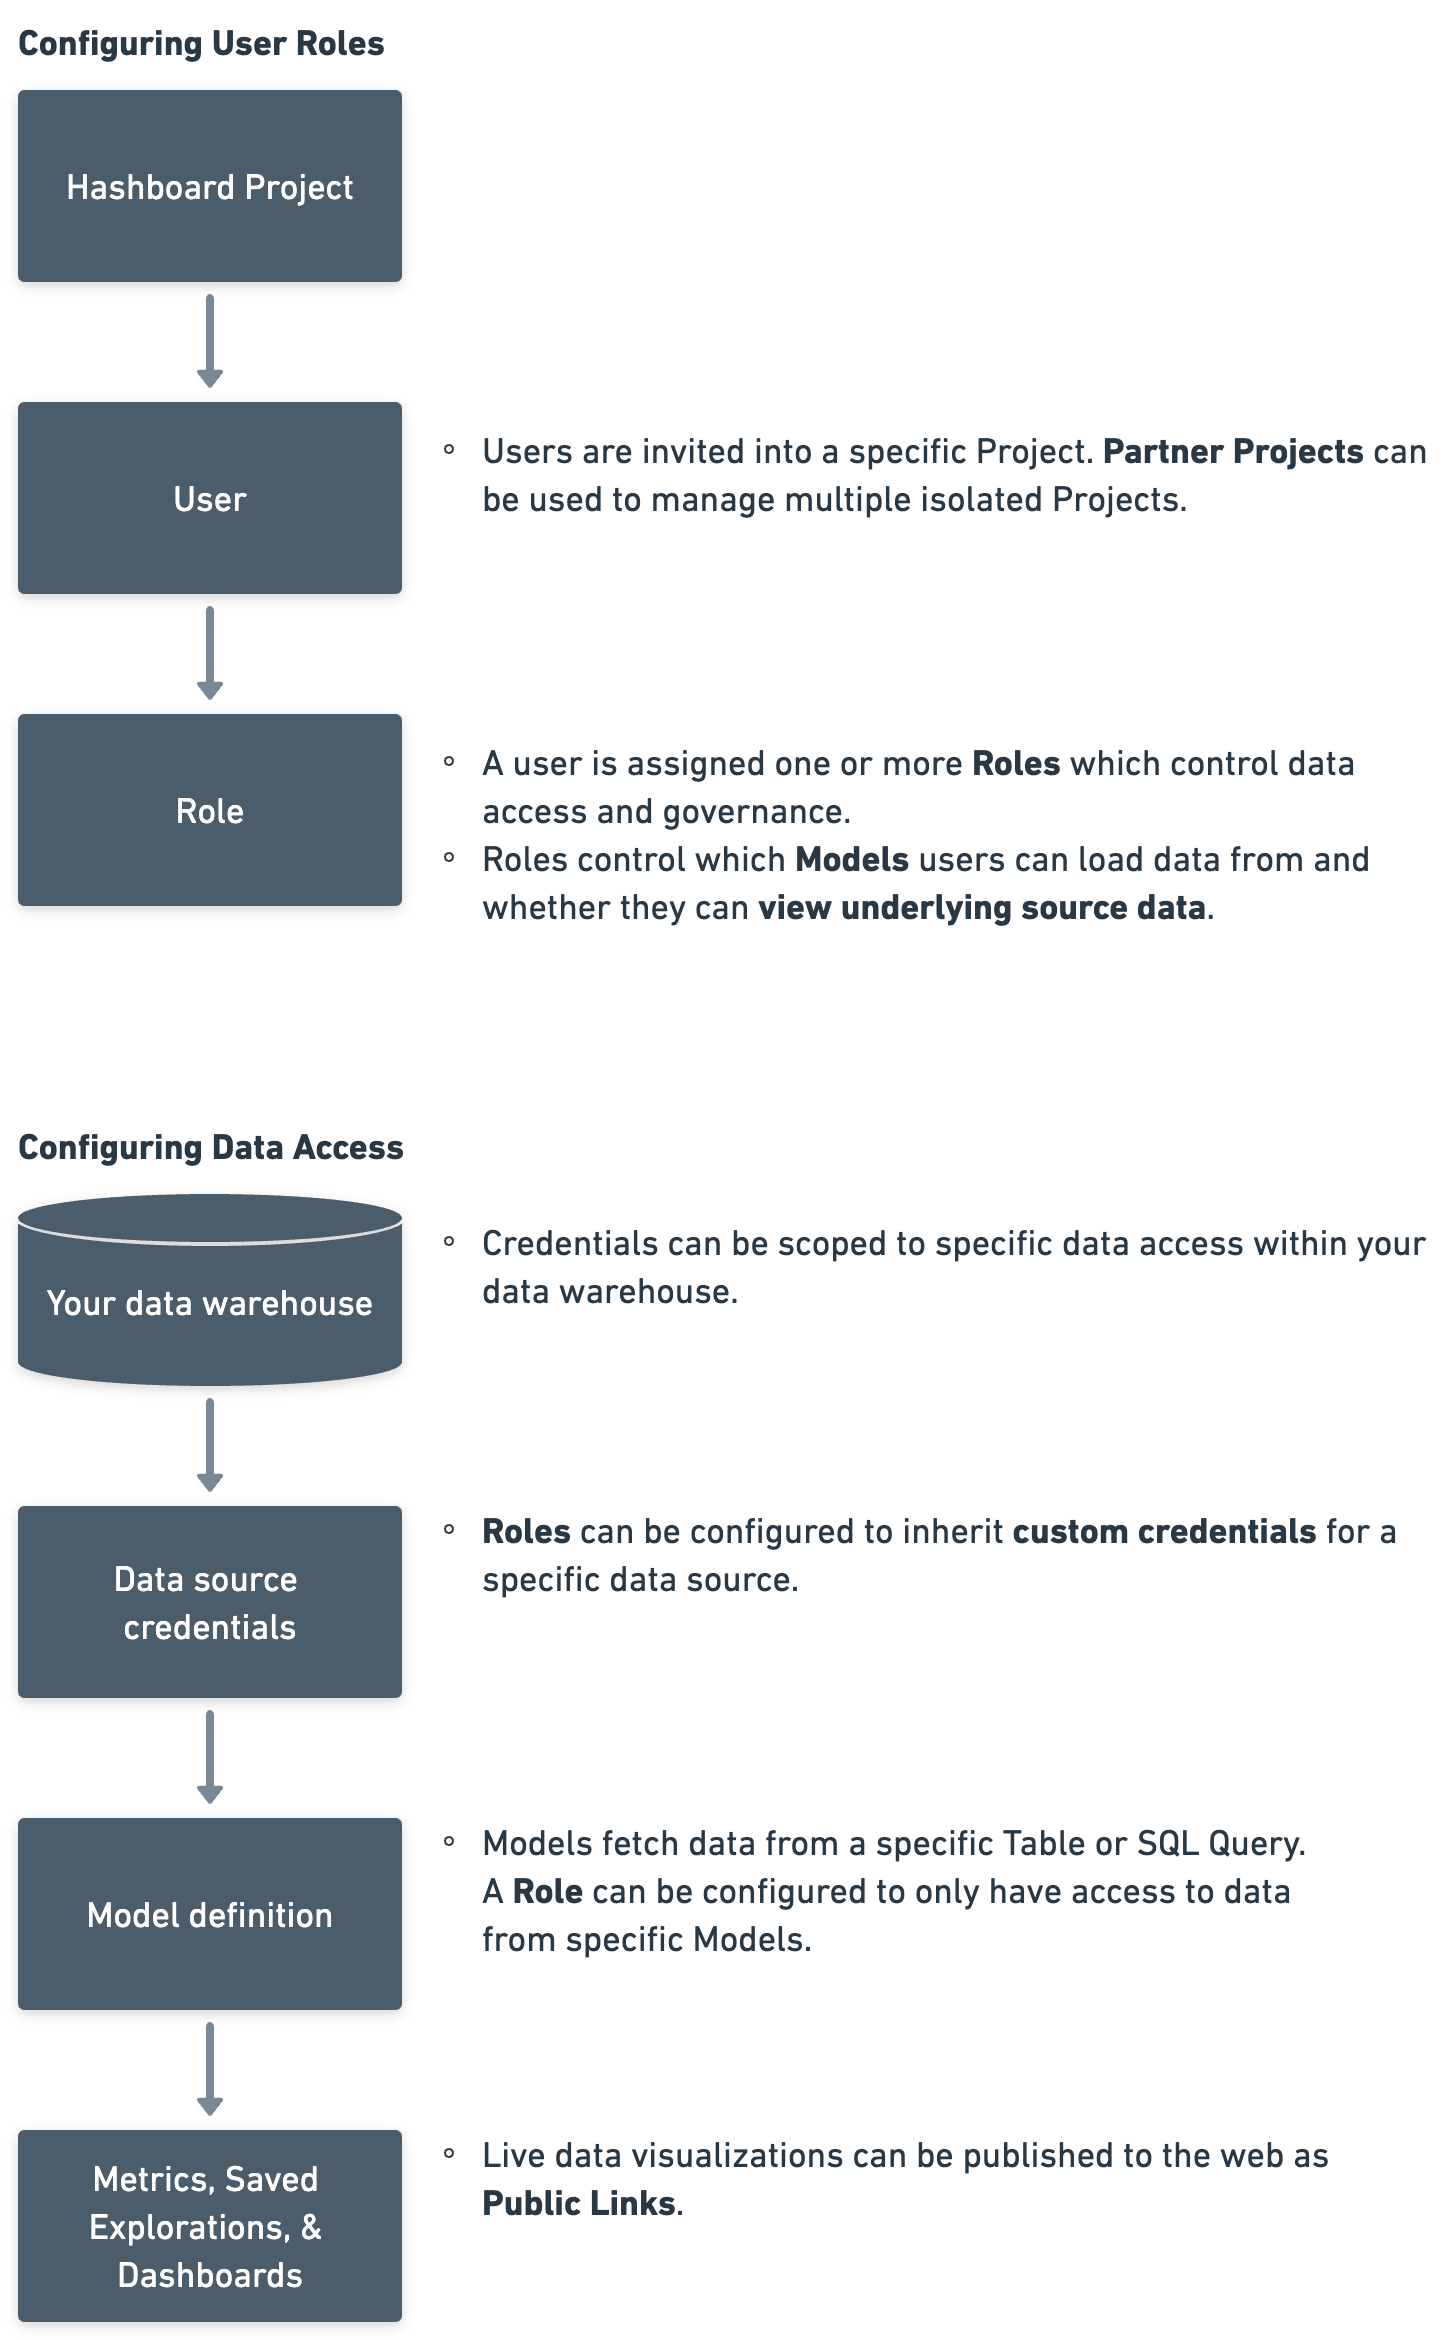 Configuring User Roles
Hashboard Project
User
◦ Users are invited into a specific Project. Partner Projects can
be used to manage multiple isolated Projects.
Role
◦ A user is assigned one or more Roles which control data
access and governance.
◦ Roles control which Models users can load data from and
whether they can view underlying source data.
Configuring Data Access
Your data warehouse
◦ Credentials can be scoped to specific data access within your
data warehouse.
Data source
credentials
◦ Roles can be configured to inherit custom credentials for a
specific data source.
Model definition
◦ Models fetch data from a specific Table or SQL Query.
A Role can be configured to only have access to data
from specific Models.
Metrics, Saved
Explorations, &
Dashboards
◦ Live data visualizations can be published to the web as
Public Links.